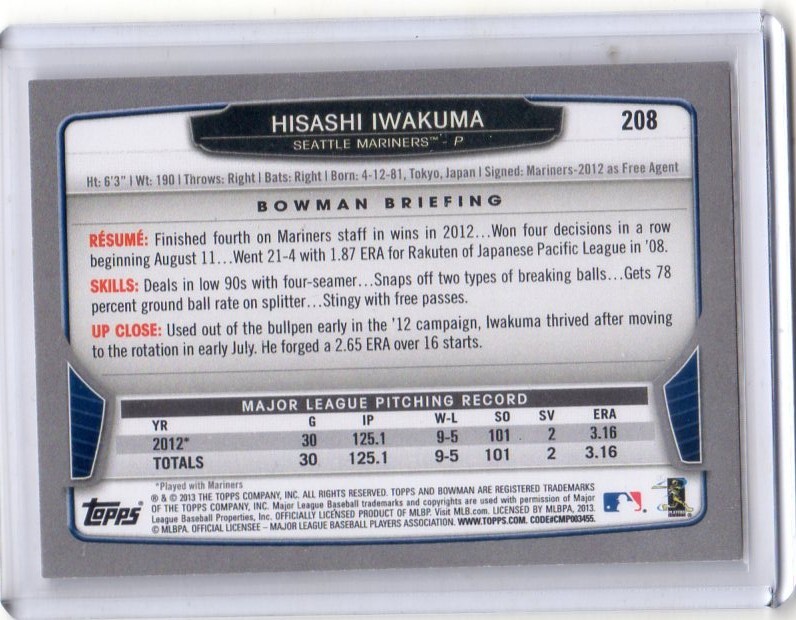 HISASHI IWAKUMA
208
SEATTLE MARINERS™ - P
Ht: 6'3" | Wt: 190 | Throws: Right | Bats: Right | Born: 4-12-81, Tokyo, Japan | Signed: Mariners-2012 as Free Agent
BOWMAN BRIEFING
RÉSUMÉ: Finished fourth on Mariners staff in wins in 2012...Won four decisions in a row
beginning August 11...Went 21-4 with 1.87 ERA for Rakuten of Japanese Pacific League in '08.
SKILLS: Deals in low 90s with four-seamer...Snaps off two types of breaking balls...Gets 78
percent ground ball rate on splitter...Stingy with free passes.
UP CLOSE: Used out of the bullpen early in the '12 campaign, Iwakuma thrived after moving
to the rotation in early July. He forged a 2.65 ERA over 16 starts.
MAJOR LEAGUE PITCHING RECORD
YR G IP W-L SO SV ERA
2012* 30 125.1 9-5 101 2 3.16
TOTALS 30 125.1 9-5 101 2 3.16
*Played with Mariners
® & © 2013 THE TOPPS COMPANY, INC. ALL RIGHTS RESERVED. TOPPS AND BOWMAN ARE REGISTERED TRADEMARKS
OF THE TOPPS COMPANY, INC. Major League Baseball trademarks and copyrights are used with permission of Major
League Baseball Properties, Inc. OFFICIALLY LICENSED PRODUCT OF MLBP. Visit MLB.com. LICENSED BY MLBPA, 2013.
© MLBPA. OFFICIAL LICENSEE – MAJOR LEAGUE BASEBALL PLAYERS ASSOCIATION. WWW.TOPPS.COM. CODE#CMP003455.
Topps
PLAYERS